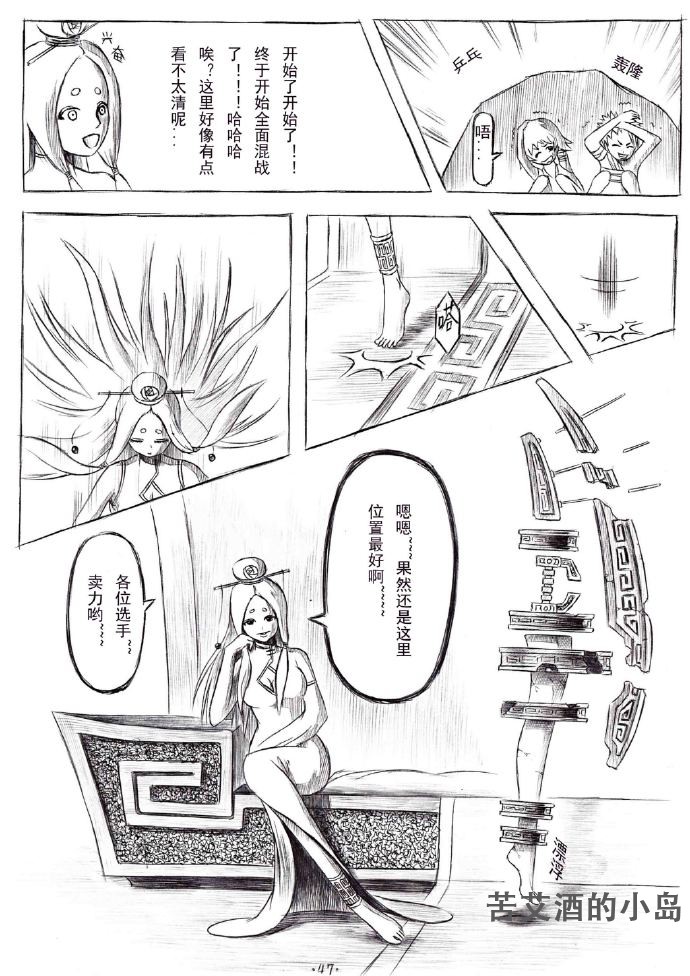 兴奋
开始了开始了！！
终于开始全面混战
了！！！哈哈哈
唉？这里好像有点
看不太清呢…
乒乓
轰隆
唔…
嗒
嗯嗯~~~果然还是这里
位置最好啊~~~~
各位选手
卖力哟~~~
漂浮
苦艾酒的小岛
·47·